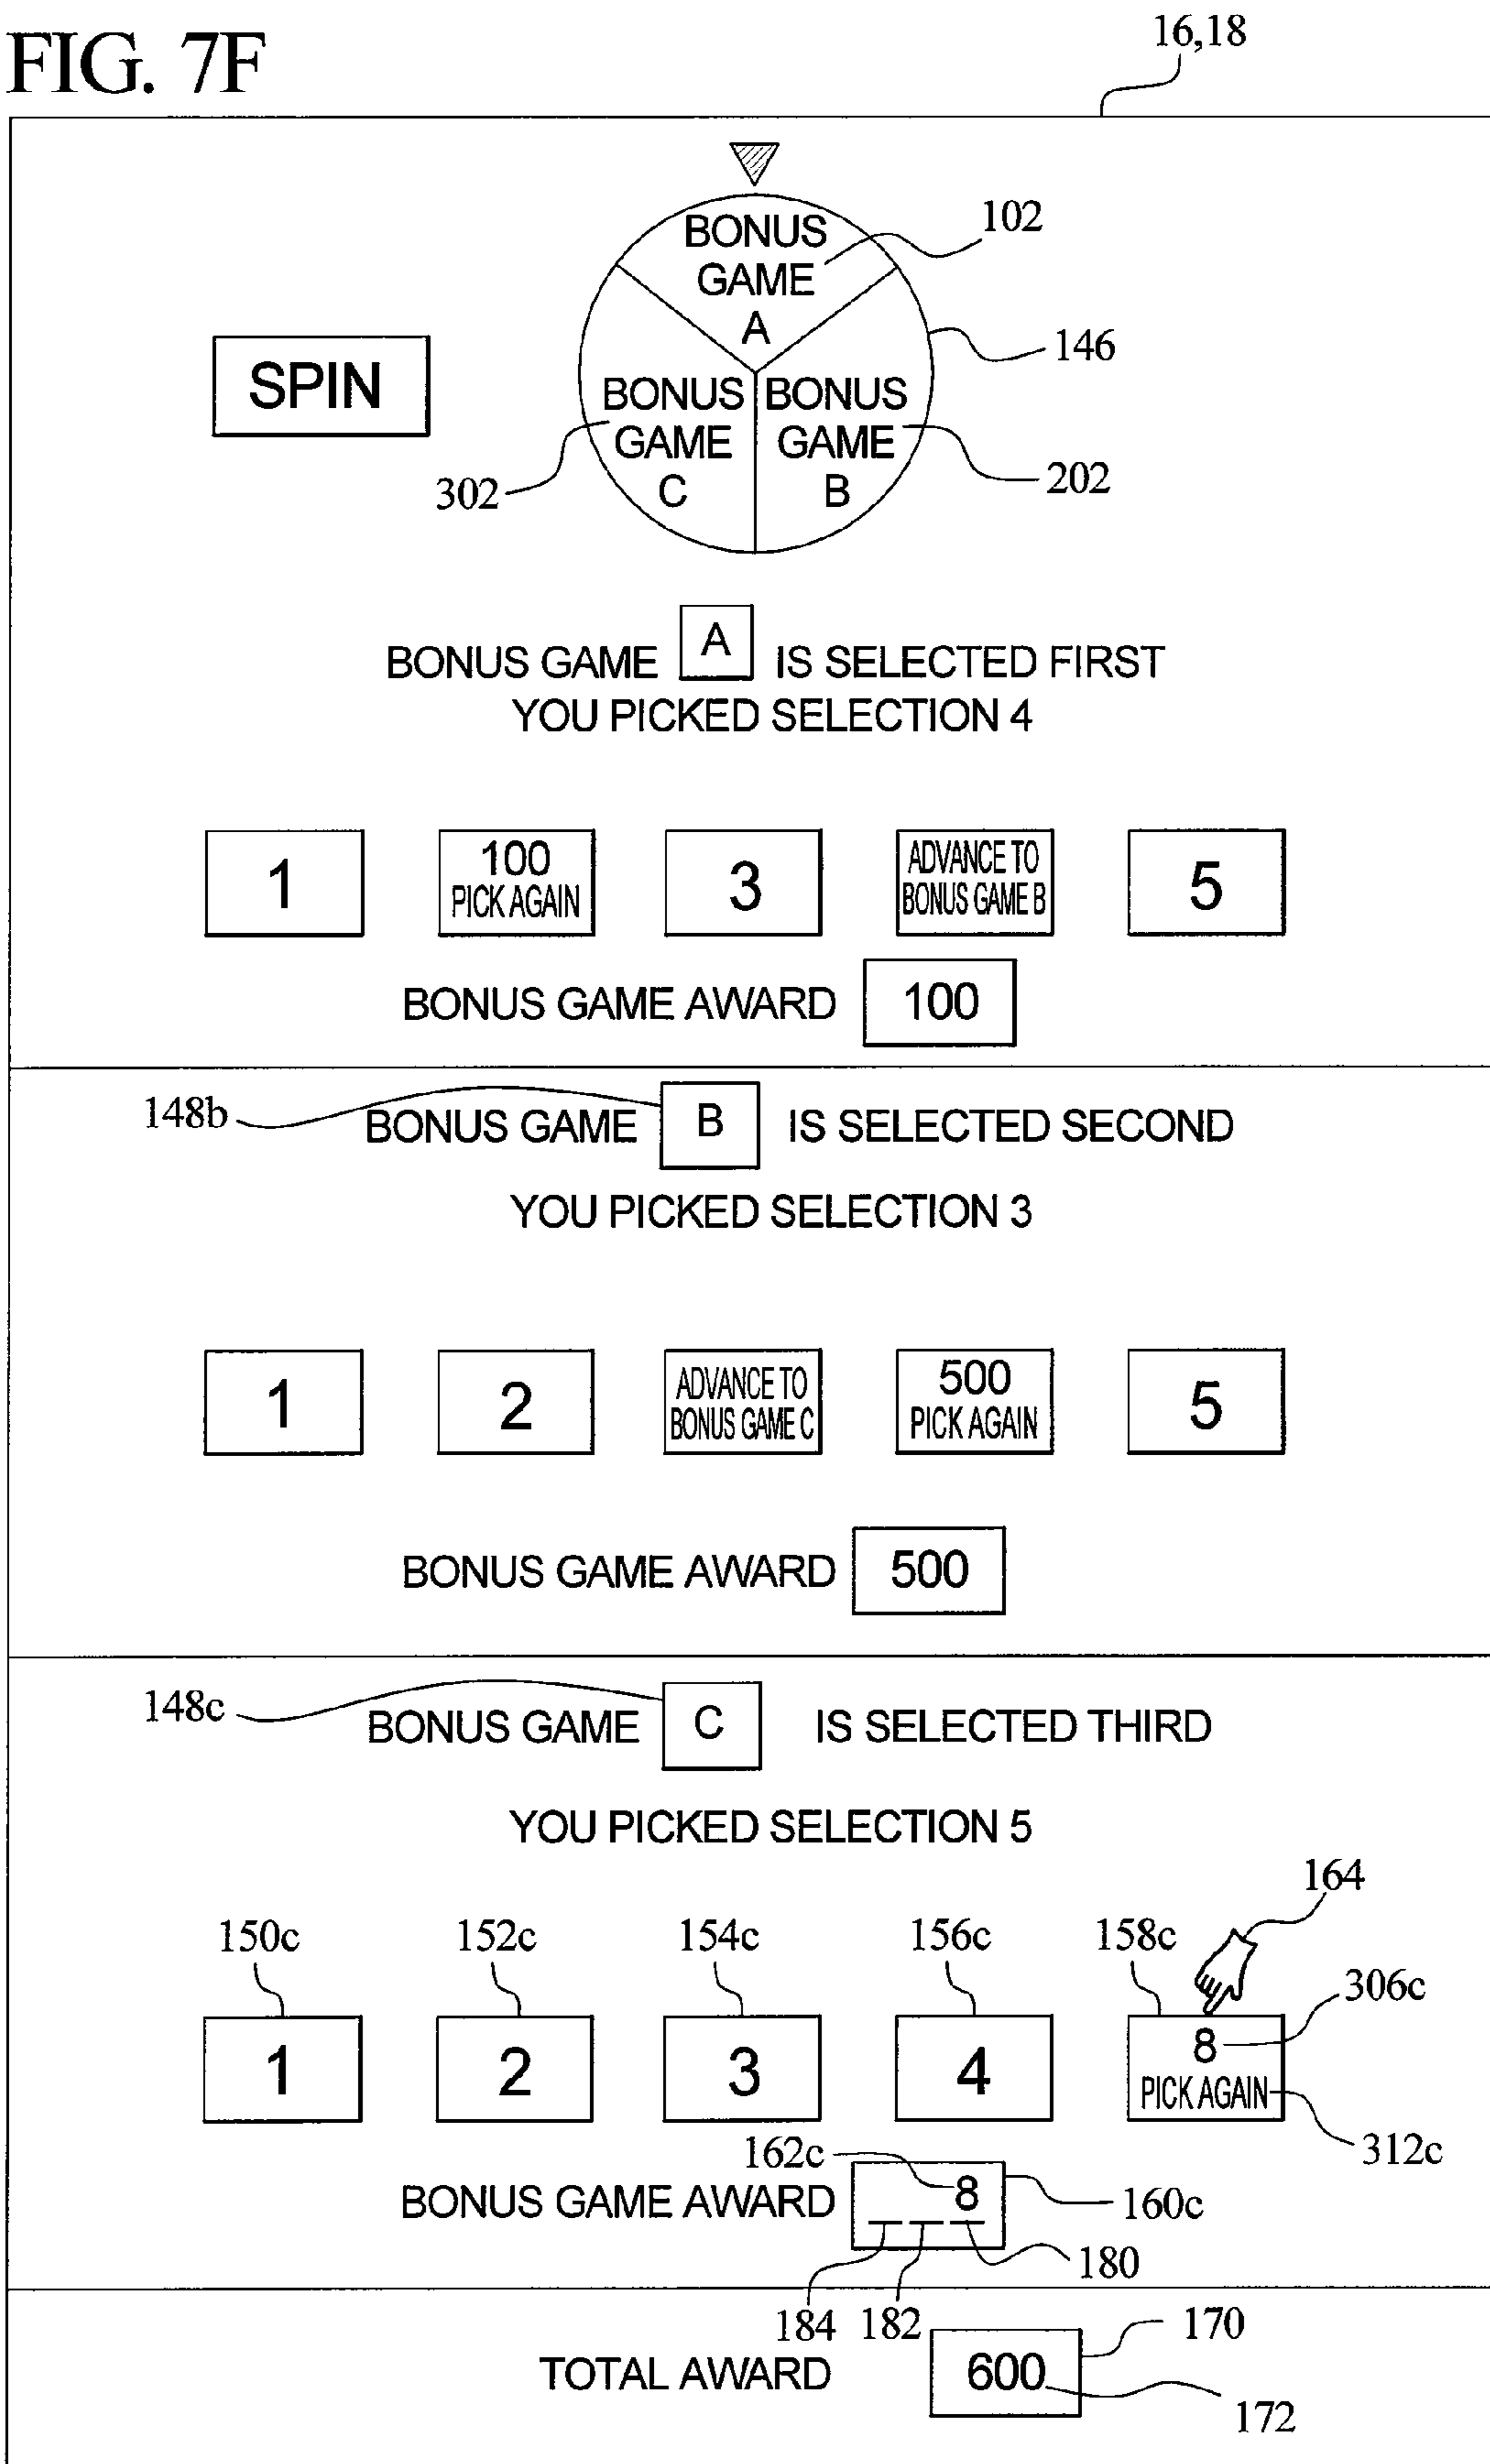 FIG. 7F
16,18
BONUS
GAME
A
102
146
SPIN
BONUS
GAME
C
BONUS
GAME
B
302
202
BONUS GAME A IS SELECTED FIRST
YOU PICKED SELECTION 4
1
100
PICK AGAIN
3
ADVANCE TO
BONUS GAME B
5
BONUS GAME AWARD 100
148b
BONUS GAME B IS SELECTED SECOND
YOU PICKED SELECTION 3
1
2
ADVANCE TO
BONUS GAME C
500
PICK AGAIN
5
BONUS GAME AWARD 500
148c
BONUS GAME C IS SELECTED THIRD
YOU PICKED SELECTION 5
164
150c
152c
154c
156c
158c
306c
1
2
3
4
8
PICK AGAIN
312c
162c
BONUS GAME AWARD 8
160c
180
184
182
170
TOTAL AWARD 600
172